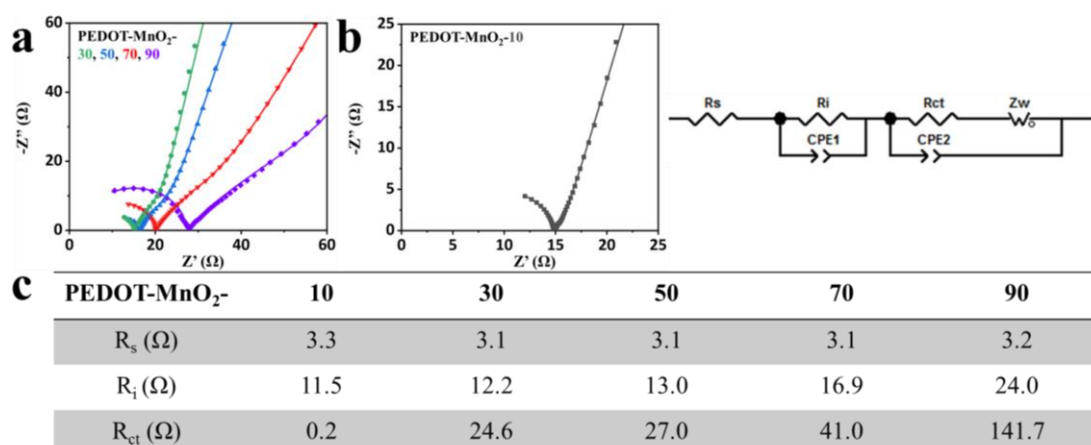 a
PEDOT-MnO₂-
30, 50, 70, 90
60
40
20
0
-Z'' (Ω)
0 20 40 60
Z' (Ω)
b
PEDOT-MnO₂-10
25
20
15
10
5
0
-Z'' (Ω)
0 5 10 15 20 25
Z' (Ω)
Rs Ri Rct Zw
CPE1 CPE2
c
PEDOT-MnO₂- 10 30 50 70 90
Rₛ (Ω) 3.3 3.1 3.1 3.1 3.2
Rᵢ (Ω) 11.5 12.2 13.0 16.9 24.0
R_ct (Ω) 0.2 24.6 27.0 41.0 141.7